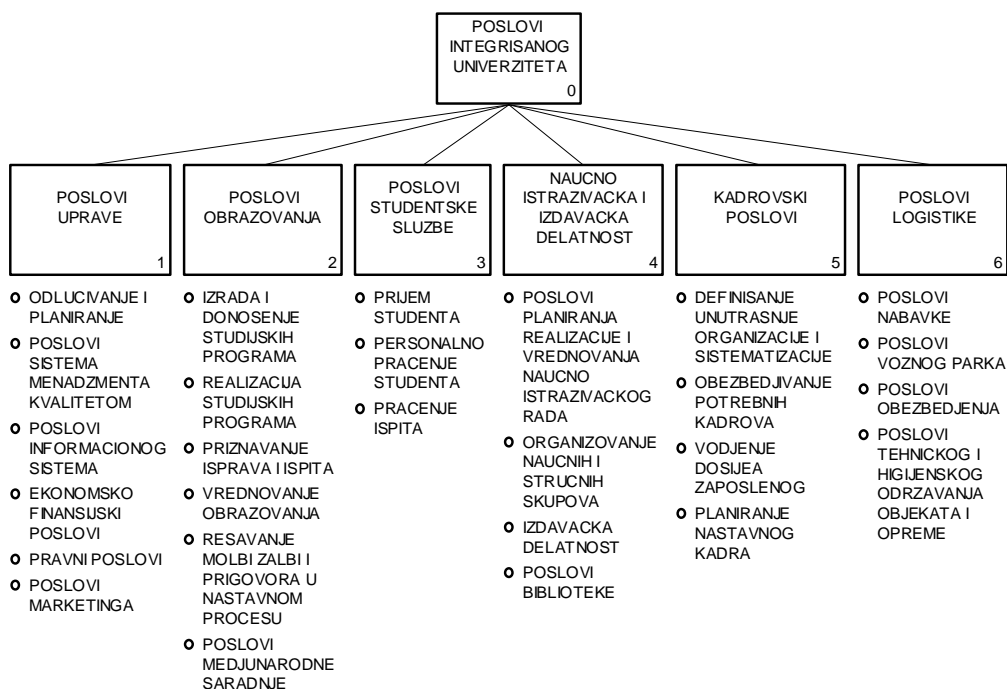 POSLOVI
INTEGRISANOG
UNIVERZITETA
0
POSLOVI
UPRAVE
1
ODLUCIVANJE I
PLANIRANJE
POSLOVI
SISTEMA
MENADZMENTA
KVALITETOM
POSLOVI
INFORMACIONOG
SISTEMA
EKONOMSKO
FINANSIJSKI
POSLOVI
PRAVNI POSLOVI
POSLOVI
MARKETINGA
POSLOVI
OBRAZOVANJA
2
IZRADA I
DONOSENJE
STUDIJSKIH
PROGRAMA
REALIZACIJA
STUDIJSKIH
PROGRAMA
PRIZNAVANJE
ISPRAVA I ISPITA
VREDNOVANJE
OBRAZOVANJA
RESAVANJE
MOLBI ZALBI I
PRIGOVORA U
NASTAVNOM
PROCESU
POSLOVI
MEDJUNARODNE
SARADNJE
POSLOVI
STUDENTSKE
SLUZBE
3
PRIJEM
STUDENTA
PERSONALNO
PRACENJE
STUDENTA
PRACENJE
ISPITA
NAUCNO
ISTRAZIVACKA I
IZDAVACKA
DELATNOST
4
POSLOVI
PLANIRANJA
REALIZACIJE I
VREDNOVANJA
NAUCNO
ISTRAZIVACKOG
RADA
ORGANIZOVANJE
NAUCNIH I
STRUCNIH
SKUPOVA
IZDAVACKA
DELATNOST
POSLOVI
BIBLIOTEKE
KADROVSKI
POSLOVI
5
DEFINISANJE
UNUTRASNJE
ORGANIZACIJE I
SISTEMATIZACIJE
OBEZBEDJIVANJE
POTREBNIH
KADROVA
VODJENJE
DOSIJEA
ZAPOSLENOG
PLANIRANJE
NASTAVNOG
KADRA
POSLOVI
LOGISTIKE
6
POSLOVI
NABAVKE
POSLOVI
VOZNOG PARKA
POSLOVI
OBEZBEDJENJA
POSLOVI
TEHNICKOG I
HIGIJENSKOG
ODRZAVANJA
OBJEKATA I
OPREME